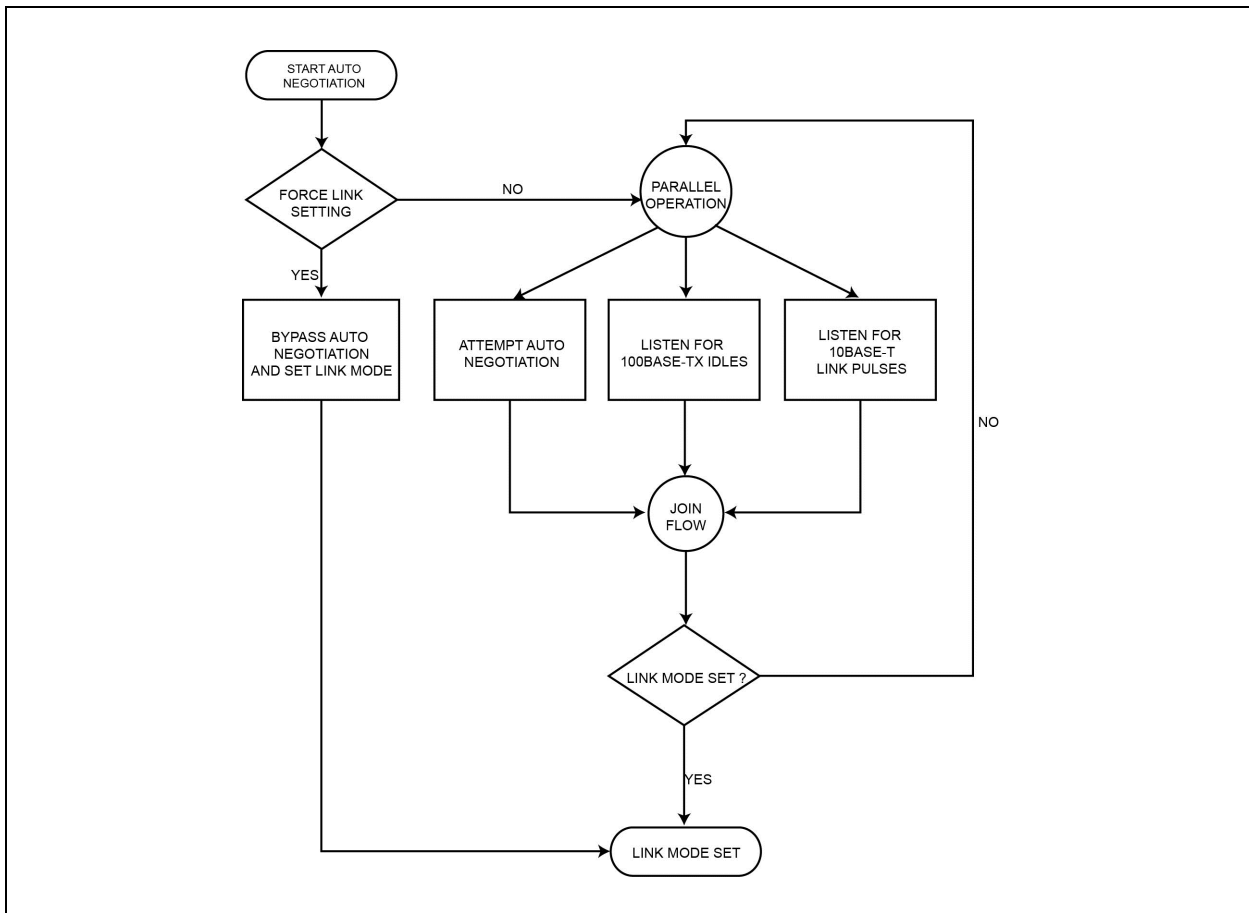 START AUTO
NEGOTIATION
FORCE LINK
SETTING
NO
PARALLEL
OPERATION
YES
BYPASS AUTO
NEGOTIATION
AND SET LINK MODE
ATTEMPT AUTO
NEGOTIATION
LISTEN FOR
100BASE-TX IDLES
LISTEN FOR
10BASE-T
LINK PULSES
NO
JOIN
FLOW
LINK MODE SET ?
YES
LINK MODE SET